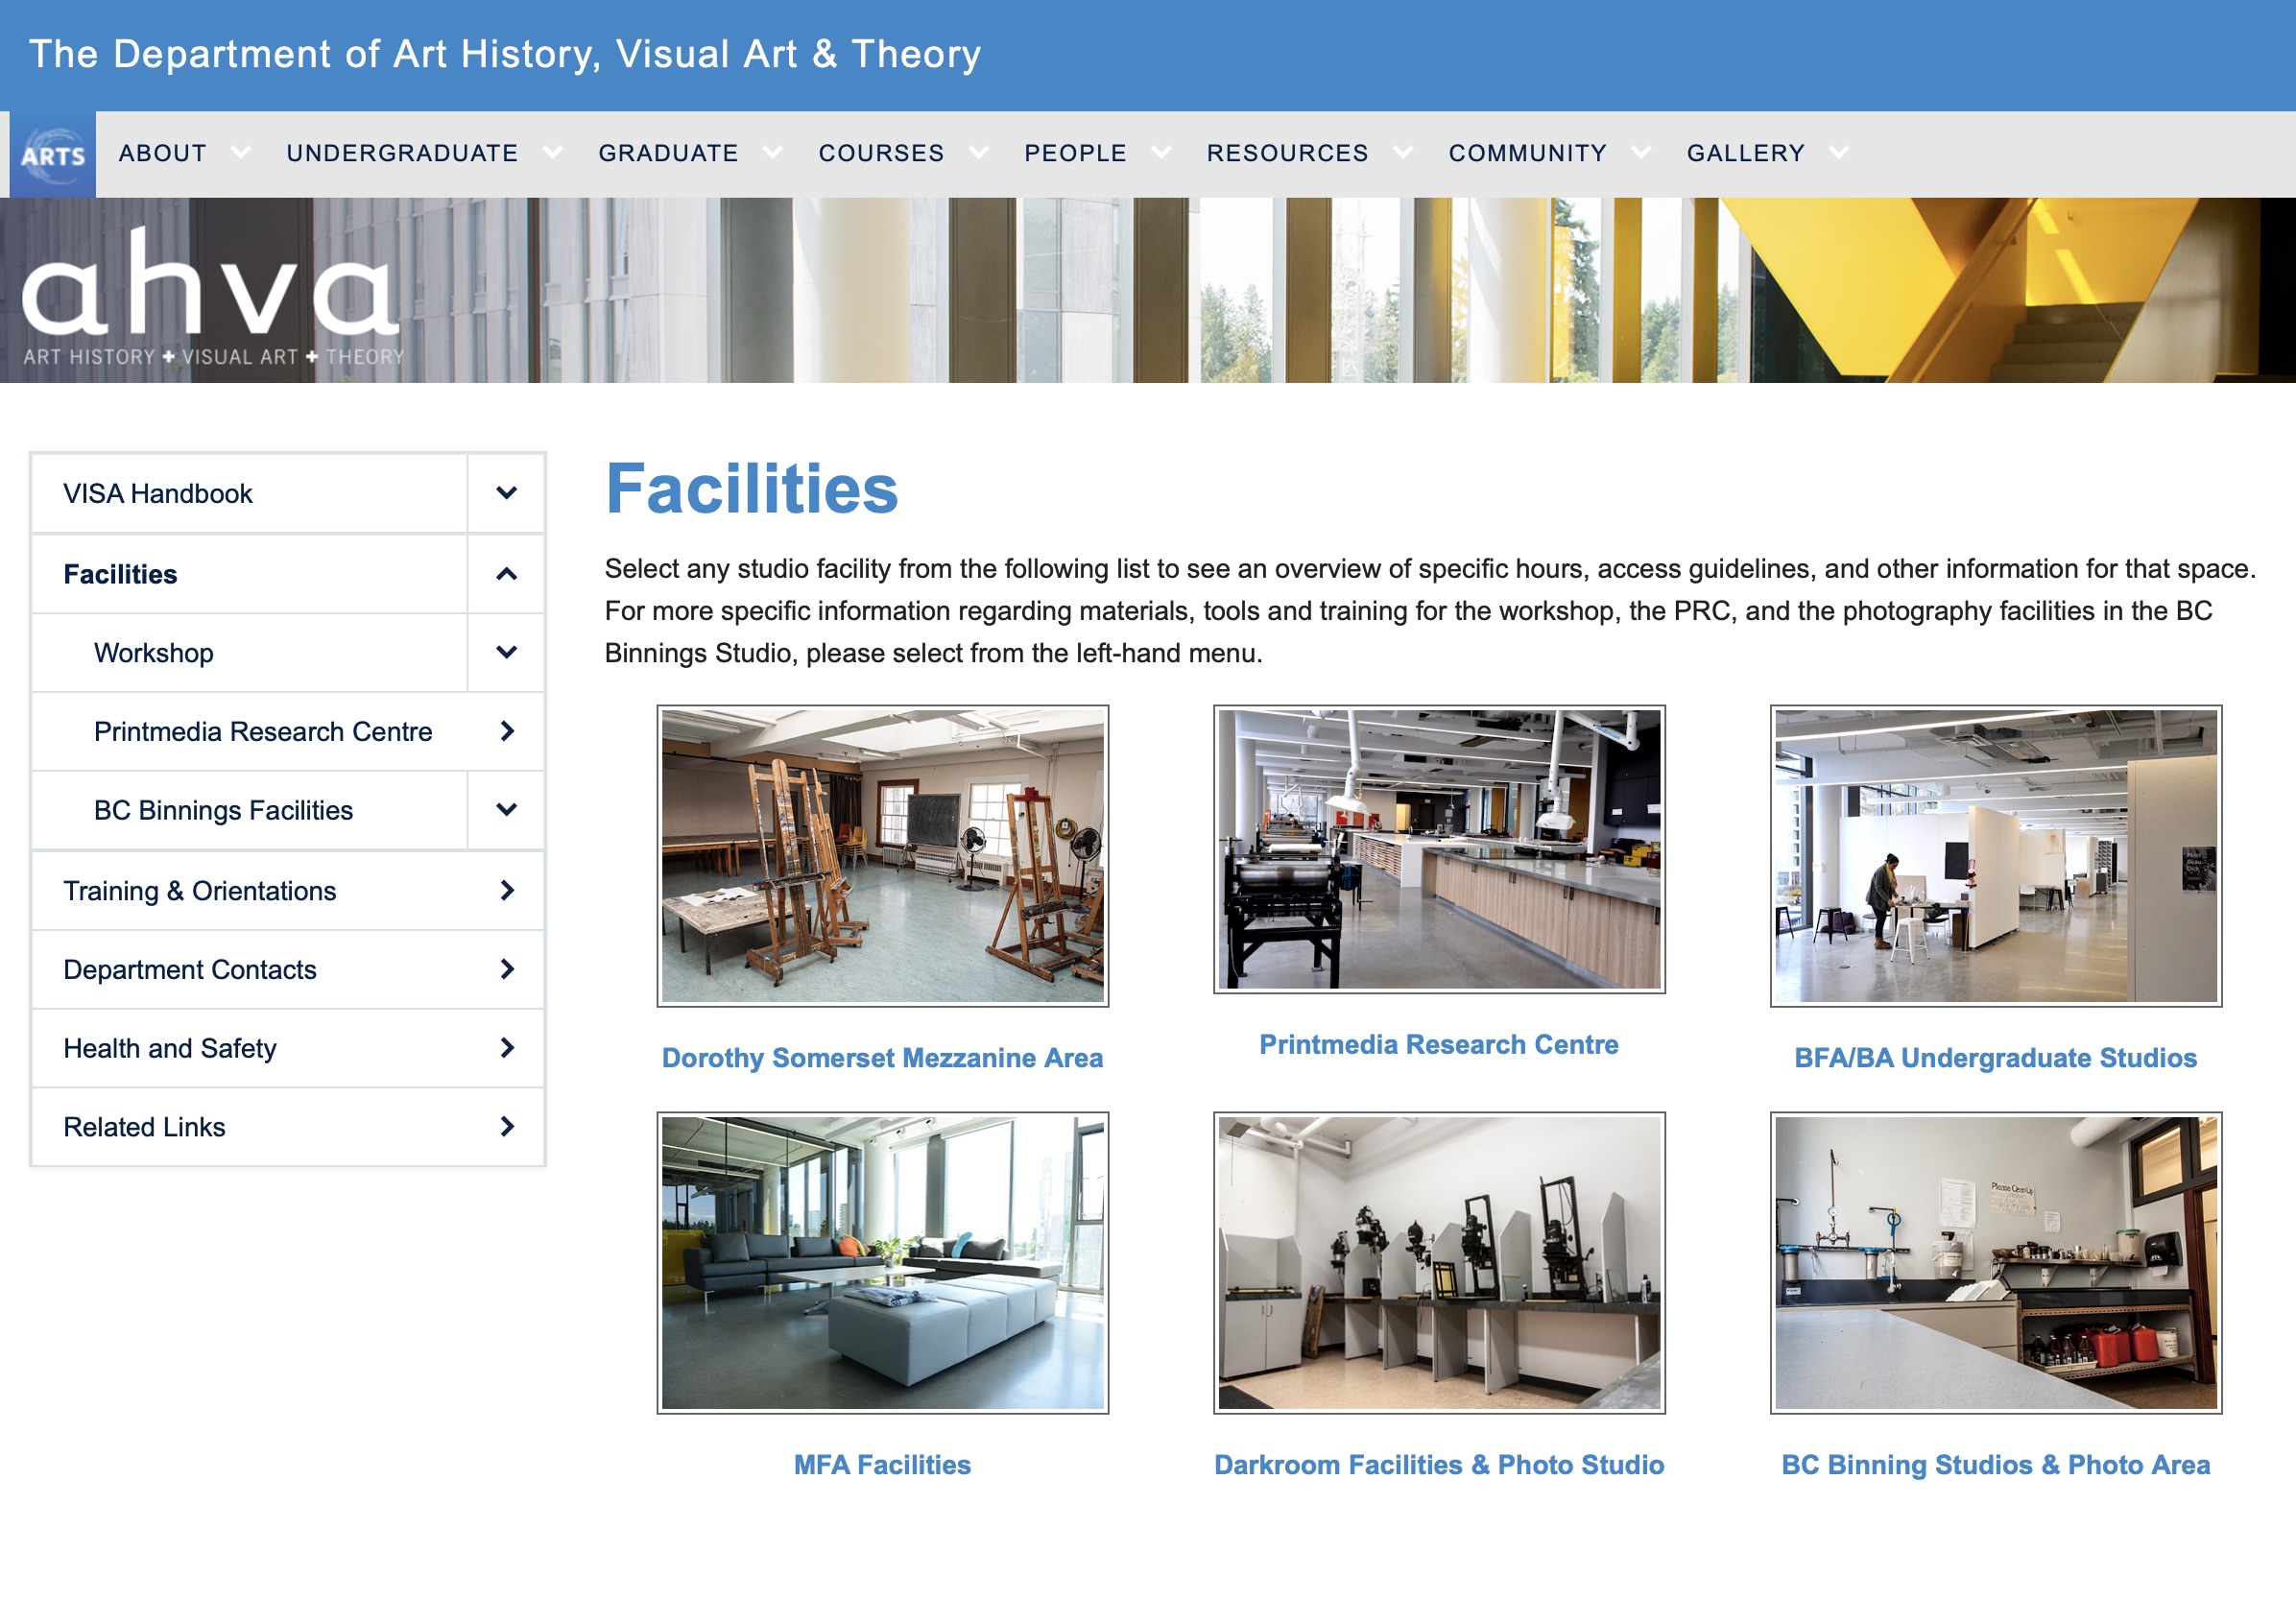 The Department of Art History, Visual Art & Theory
ARTS
ABOUT
UNDERGRADUATE
GRADUATE
COURSES
PEOPLE
RESOURCES
COMMUNITY
GALLERY
ahva
ART HISTORY + VISUAL ART + THEORY
VISA Handbook
Facilities
Workshop
Printmedia Research Centre
BC Binnings Facilities
Training & Orientations
Department Contacts
Health and Safety
Related Links
Facilities
Select any studio facility from the following list to see an overview of specific hours, access guidelines, and other information for that space.
For more specific information regarding materials, tools and training for the workshop, the PRC, and the photography facilities in the BC
Binnings Studio, please select from the left-hand menu.
Dorothy Somerset Mezzanine Area
Printmedia Research Centre
BFA/BA Undergraduate Studios
Please Clean Up
MFA Facilities
Darkroom Facilities & Photo Studio
BC Binning Studios & Photo Area